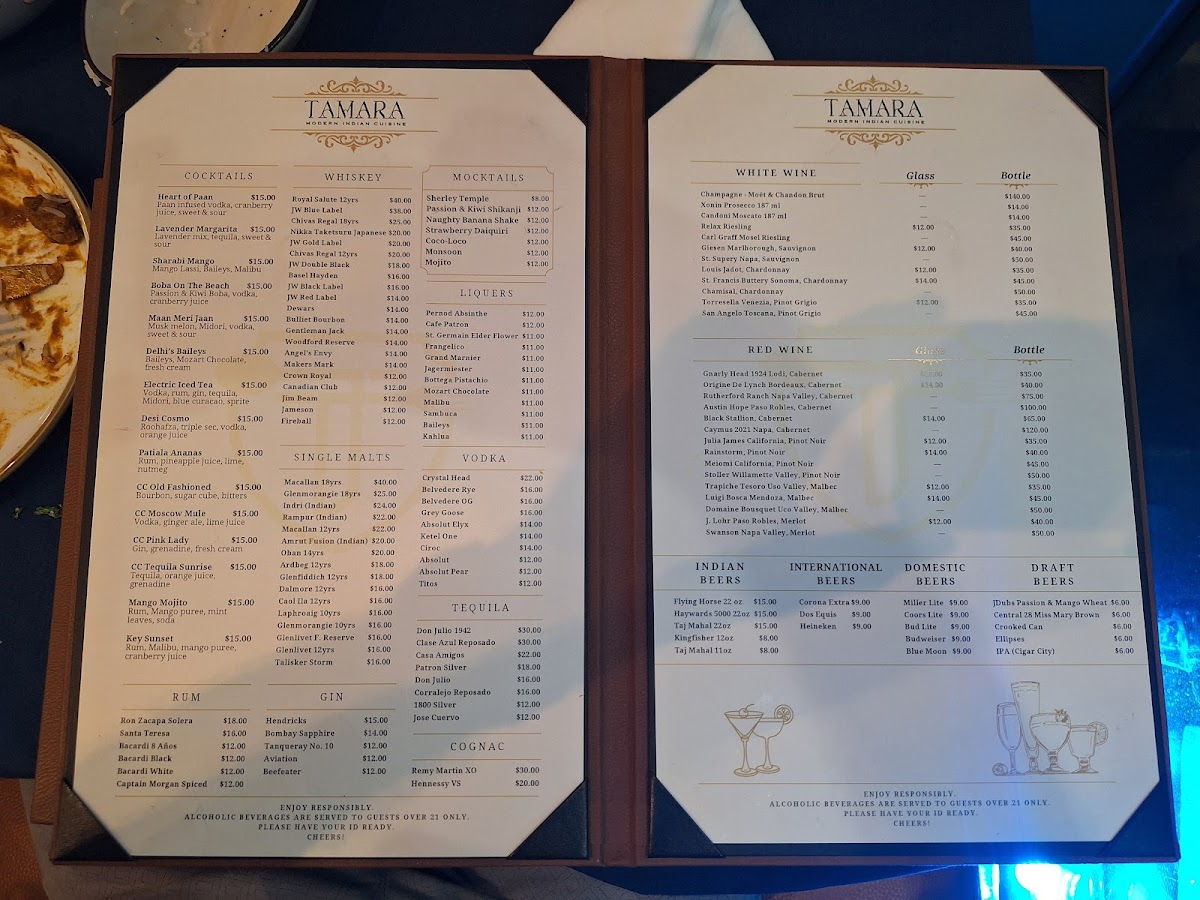 TAMARA
MODERN INDIAN CUISINE
COCKTAILS
Heart of Paan $15.00
Paan infused vodka, cranberry
juice, sweet & sour
Lavender Margarita $15.00
Lavender mix, tequila, sweet &
sour
Sharabi Mango $15.00
Mango Lassi, Baileys, Malibu
Boba On The Beach $15.00
Passion & Kiwi Boba, vodka,
cranberry juice
Maan Meri Jaan $15.00
Musk melon, Midori, vodka,
sweet & sour
Delhi's Baileys $15.00
Baileys, Mozart Chocolate,
fresh cream
Electric Iced Tea $15.00
Vodka, rum, gin, tequila,
Midori, blue curacao, sprite
Desi Cosmo $15.00
Roohafza, triple sec, vodka,
orange juice
Patiala Ananas $15.00
Rum, pineapple juice, lime,
nutmeg
CC Old Fashioned $15.00
Bourbon, sugar cube, bitters
CC Moscow Mule $15.00
Vodka, ginger ale, lime juice
CC Pink Lady $15.00
Gin, grenadine, fresh cream
CC Tequila Sunrise $15.00
Tequila, orange juice,
grenadine
Mango Mojito $15.00
Rum, Mango puree, mint
leaves, soda
Key Sunset $15.00
Rum, Malibu, mango puree,
cranberry juice
WHISKEY
Royal Salute 12yrs $40.00
JW Blue Label $38.00
Chivas Regal 18yrs $25.00
Nikka Taketsuru Japanese $20.00
JW Gold Label $20.00
Chivas Regal 12yrs $20.00
JW Double Black $18.00
Basel Hayden $16.00
JW Black Label $16.00
JW Red Label $14.00
Dewars $14.00
Bulliet Bourbon $14.00
Gentleman Jack $14.00
Woodford Reserve $14.00
Angel's Envy $14.00
Makers Mark $14.00
Crown Royal $12.00
Canadian Club $12.00
Jim Beam $12.00
Jameson $12.00
Fireball $12.00
SINGLE MALTS
Macallan 18yrs $40.00
Glenmorangie 18yrs $25.00
Indri (Indian) $24.00
Rampur (Indian) $22.00
Macallan 12yrs $22.00
Amrut Fusion (Indian) $20.00
Oban 14yrs $20.00
Ardbeg 12yrs $18.00
Glenfiddich 12yrs $18.00
Dalmore 12yrs $16.00
Caol Ila 12yrs $16.00
Laphroaig 10yrs $16.00
Glenmorangie 10yrs $16.00
Glenlivet F. Reserve $16.00
Glenlivet 12yrs $16.00
Talisker Storm $16.00
MOCKTAILS
Sherley Temple $8.00
Passion & Kiwi Shikanji $12.00
Naughty Banana Shake $12.00
Strawberry Daiquiri $12.00
Coco-Loco $12.00
Monsoon $12.00
Mojito $12.00
LIQUERS
Pernod Absinthe $12.00
Cafe Patron $12.00
St. Germain Elder Flower $11.00
Frangelico $11.00
Grand Marnier $11.00
Jagermiester $11.00
Bottega Pistachio $11.00
Mozart Chocolate $11.00
Malibu $11.00
Sambuca $11.00
Baileys $11.00
Kahlua $11.00
VODKA
Crystal Head $22.00
Belvedere Rye $16.00
Belvedere OG $16.00
Grey Goose $16.00
Absolut Elyx $14.00
Ketel One $14.00
Ciroc $14.00
Absolut $12.00
Absolut Pear $12.00
Titos $12.00
TEQUILA
Don Julio 1942 $30.00
Clase Azul Reposado $30.00
Casa Amigos $22.00
Patron Silver $18.00
Don Julio $16.00
Corralejo Reposado $16.00
1800 Silver $12.00
Jose Cuervo $12.00
RUM
Ron Zacapa Solera $18.00
Santa Teresa $16.00
Bacardi 8 Años $12.00
Bacardi Black $12.00
Bacardi White $12.00
Captain Morgan Spiced $12.00
GIN
Hendricks $15.00
Bombay Sapphire $14.00
Tanqueray No. 10 $12.00
Aviation $12.00
Beefeater $12.00
COGNAC
Remy Martin XO $30.00
Hennessy VS $20.00
ENJOY RESPONSIBLY.
ALCOHOLIC BEVERAGES ARE SERVED TO GUESTS OVER 21 ONLY.
PLEASE HAVE YOUR ID READY.
CHEERS!
TAMARA
MODERN INDIAN CUISINE
WHITE WINE Glass Bottle
Champagne - Moët & Chandon Brut — $140.00
Xonin Prosecco 187 ml — $14.00
Candoni Moscato 187 ml — $14.00
Relax Riesling $12.00 $35.00
Carl Graff Mosel Riesling — $45.00
Giesen Marlborough, Sauvignon $12.00 $40.00
St. Supery Napa, Sauvignon — $50.00
Louis Jadot, Chardonnay $12.00 $35.00
St. Francis Buttery Sonoma, Chardonnay $14.00 $45.00
Chamisal, Chardonnay — $50.00
Torresella Venezia, Pinot Grigio $12.00 $35.00
San Angelo Toscana, Pinot Grigio — $45.00
RED WINE Glass Bottle
Gnarly Head 1924 Lodi, Cabernet $35.00
Origine De Lynch Bordeaux, Cabernet $14.00 $40.00
Rutherford Ranch Napa Valley, Cabernet — $75.00
Austin Hope Paso Robles, Cabernet — $100.00
Black Stallion, Cabernet $14.00 $65.00
Caymus 2021 Napa, Cabernet — $120.00
Julia James California, Pinot Noir $12.00 $35.00
Rainstorm, Pinot Noir $14.00 $40.00
Meiomi California, Pinot Noir — $45.00
Stoller Willamette Valley, Pinot Noir — $50.00
Trapiche Tesoro Uso Valley, Malbec $12.00 $35.00
Luigi Bosca Mendoza, Malbec $14.00 $45.00
Domaine Bousquet Uco Valley, Malbec — $50.00
J. Lohr Paso Robles, Merlot $12.00 $40.00
Swanson Napa Valley, Merlot — $50.00
INDIAN
BEERS
Flying Horse 22 oz $15.00
Haywards 5000 22oz $15.00
Taj Mahal 22oz $15.00
Kingfisher 12oz $8.00
Taj Mahal 11oz $8.00
INTERNATIONAL
BEERS
Corona Extra $9.00
Dos Equis $9.00
Heineken $9.00
DOMESTIC
BEERS
Miller Lite $9.00
Coors Lite $9.00
Bud Lite $9.00
Budweiser $9.00
Blue Moon $9.00
DRAFT
BEERS
JDubs Passion & Mango Wheat $6.00
Central 28 Miss Mary Brown $6.00
Crooked Can $6.00
Ellipses $6.00
IPA (Cigar City) $6.00
ENJOY RESPONSIBLY.
ALCOHOLIC BEVERAGES ARE SERVED TO GUESTS OVER 21 ONLY.
PLEASE HAVE YOUR ID READY.
CHEERS!